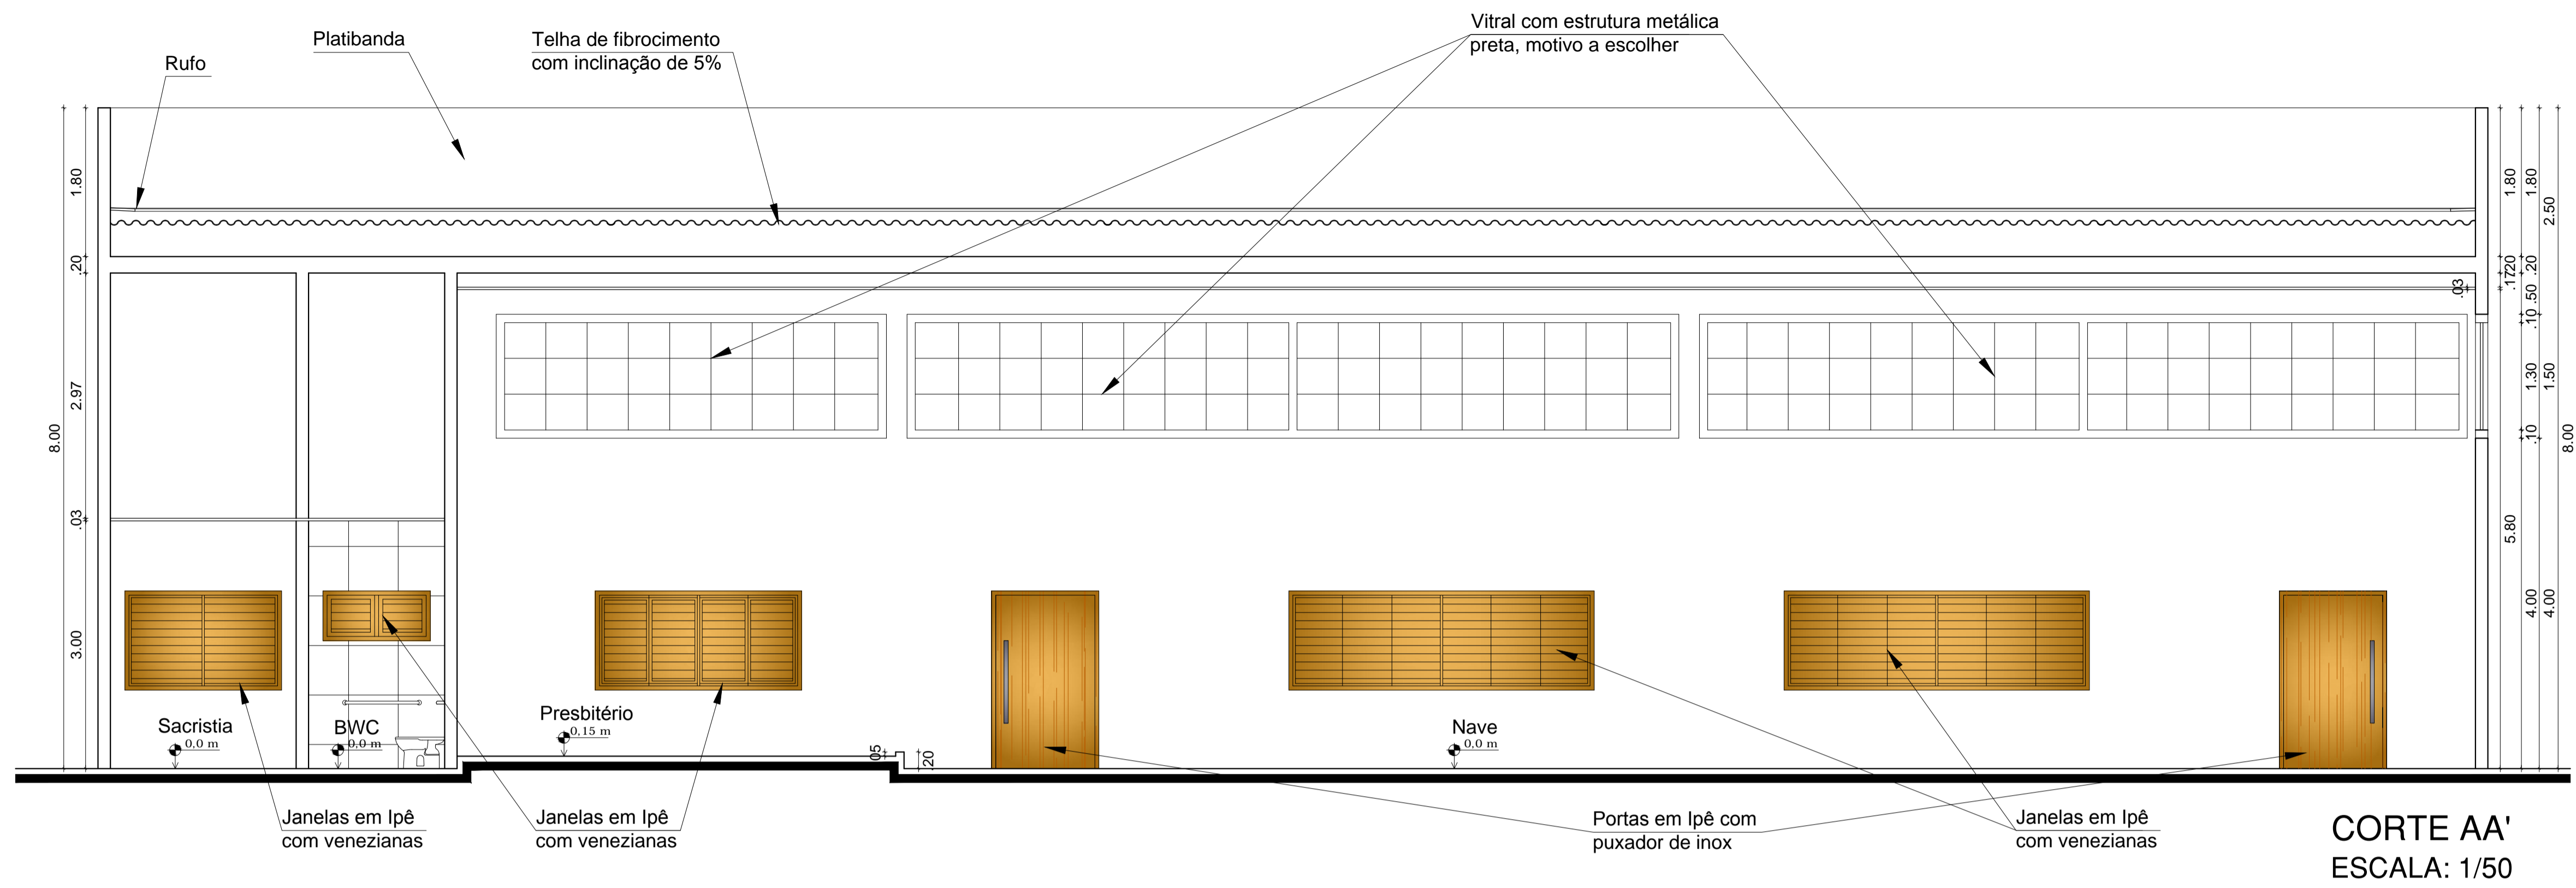 Vitral com estrutura metálica
preta, motivo a escolher
Platibanda
Telha de fibrocimento
com inclinação de 5%
Rufo
8.00
1.80
.20
2.97
.03
3.00
1.80
.20
.17
.03
5.80
1.80
.20
.50
.10
1.30
.10
4.00
2.50
1.50
4.00
8.00
Sacristia
0,0 m
BWC
0,0 m
Presbitério
0,15 m
.05
.20
Nave
0,0 m
Janelas em Ipê
com venezianas
Janelas em Ipê
com venezianas
Portas em Ipê com
puxador de inox
Janelas em Ipê
com venezianas
CORTE AA'
ESCALA: 1/50